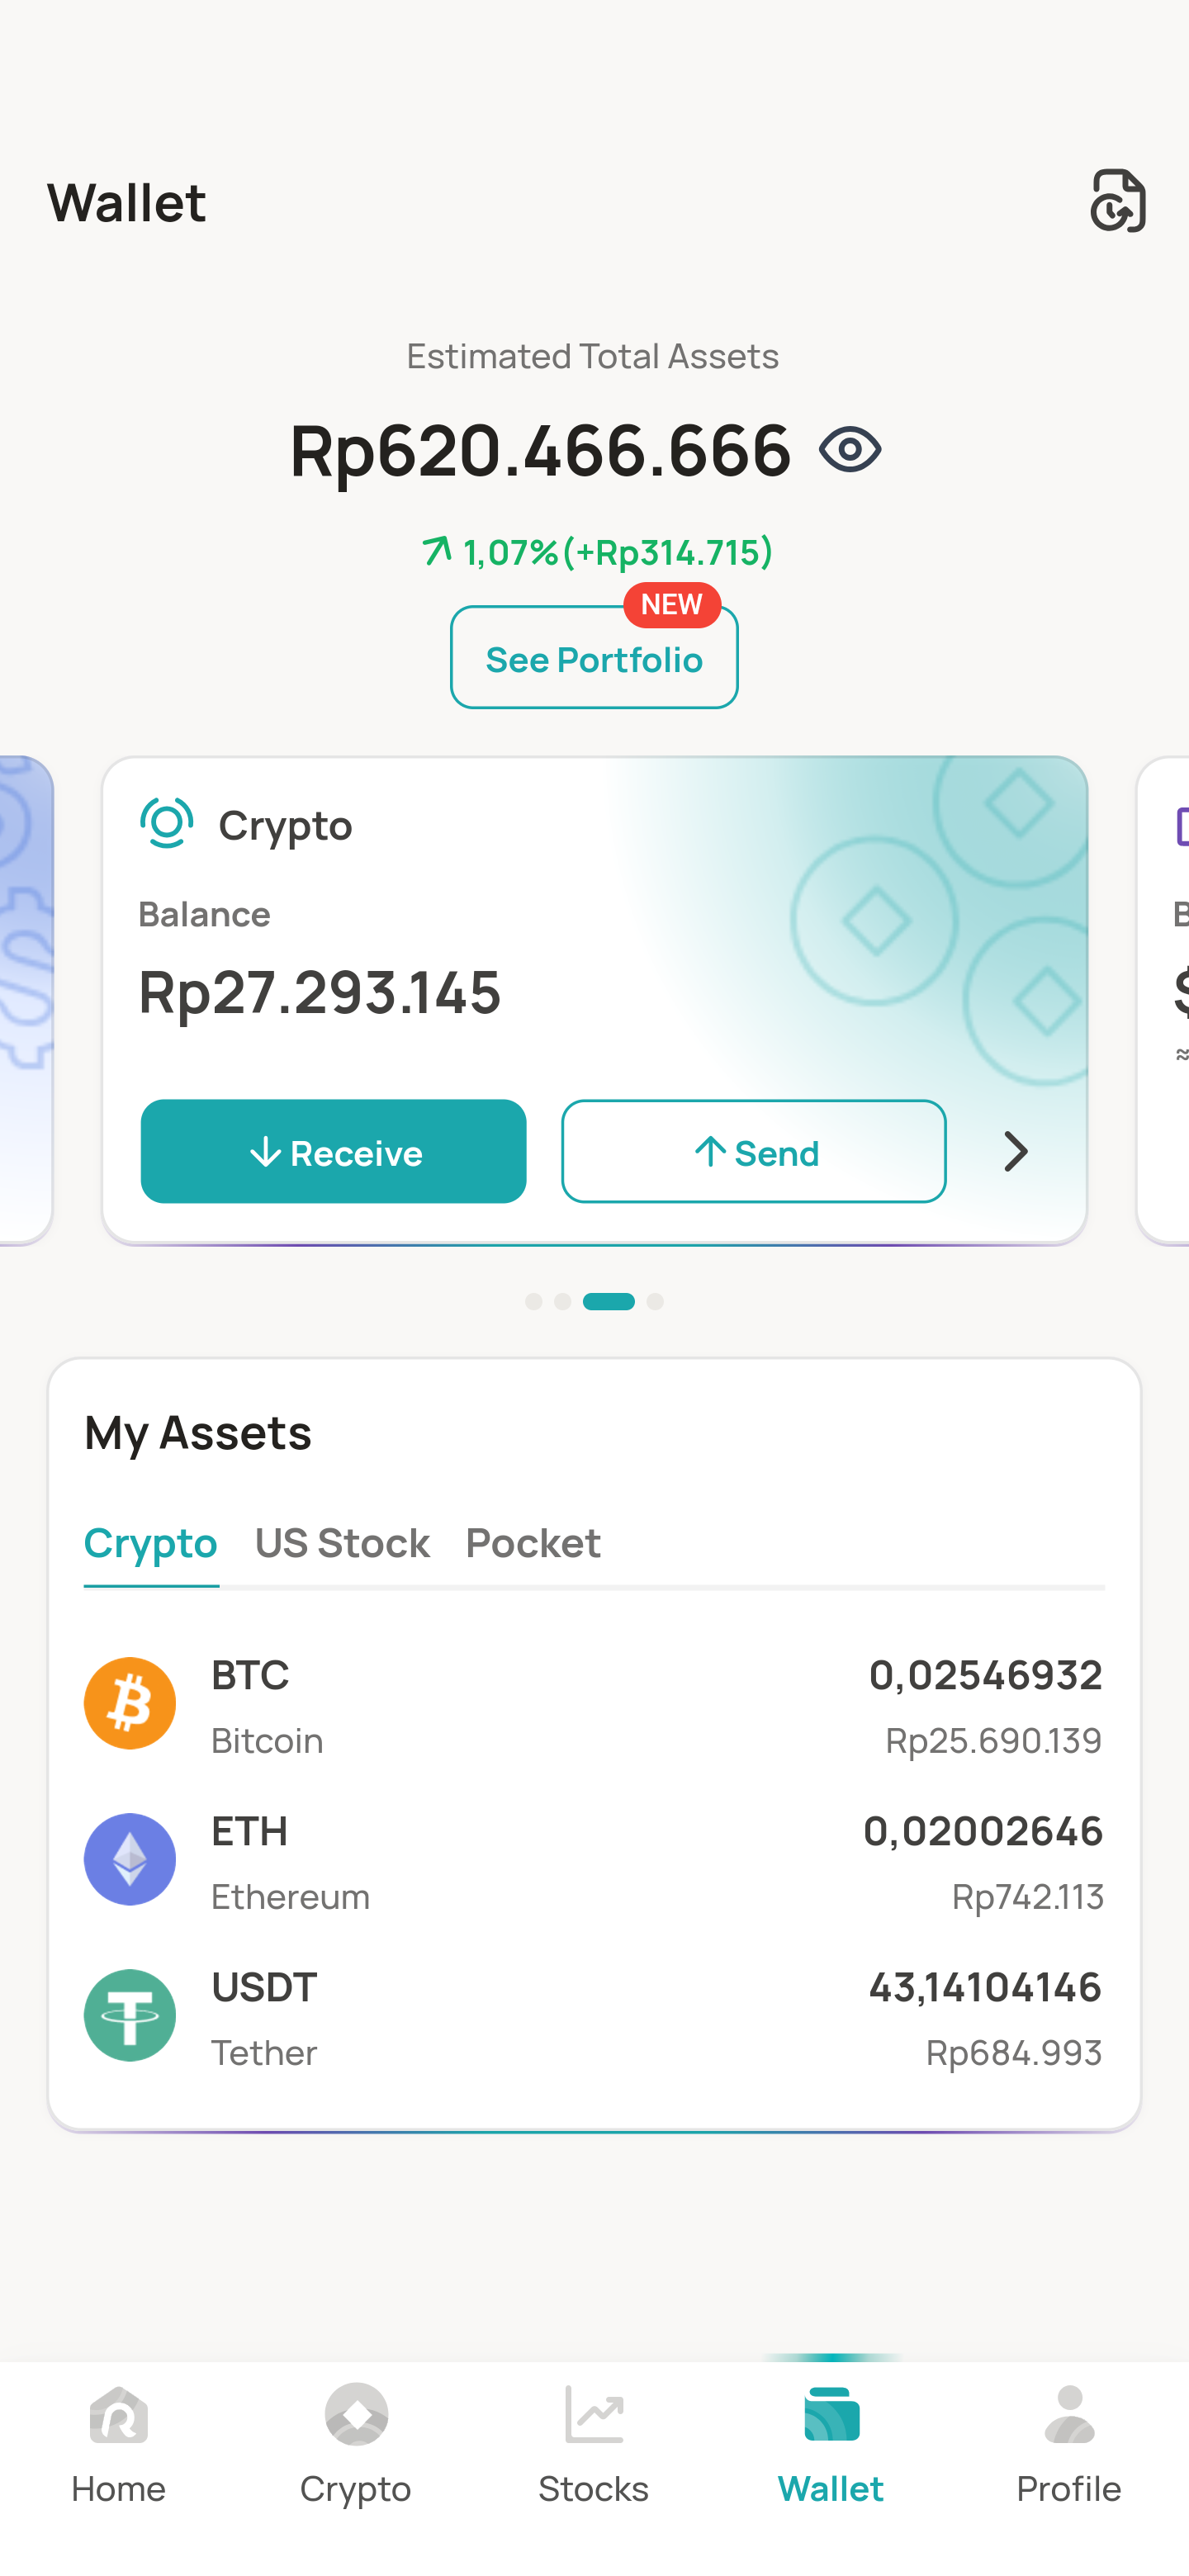 Wallet
Estimated Total Assets
Rp620.466.666
1,07%(+Rp314.715)
NEW
See Portfolio
Crypto
Balance
Rp27.293.145
Receive
Send
B
$
≈
My Assets
Crypto US Stock Pocket
BTC 0,02546932
Bitcoin Rp25.690.139
ETH 0,02002646
Ethereum Rp742.113
USDT 43,14104146
Tether Rp684.993
Home Crypto Stocks Wallet Profile